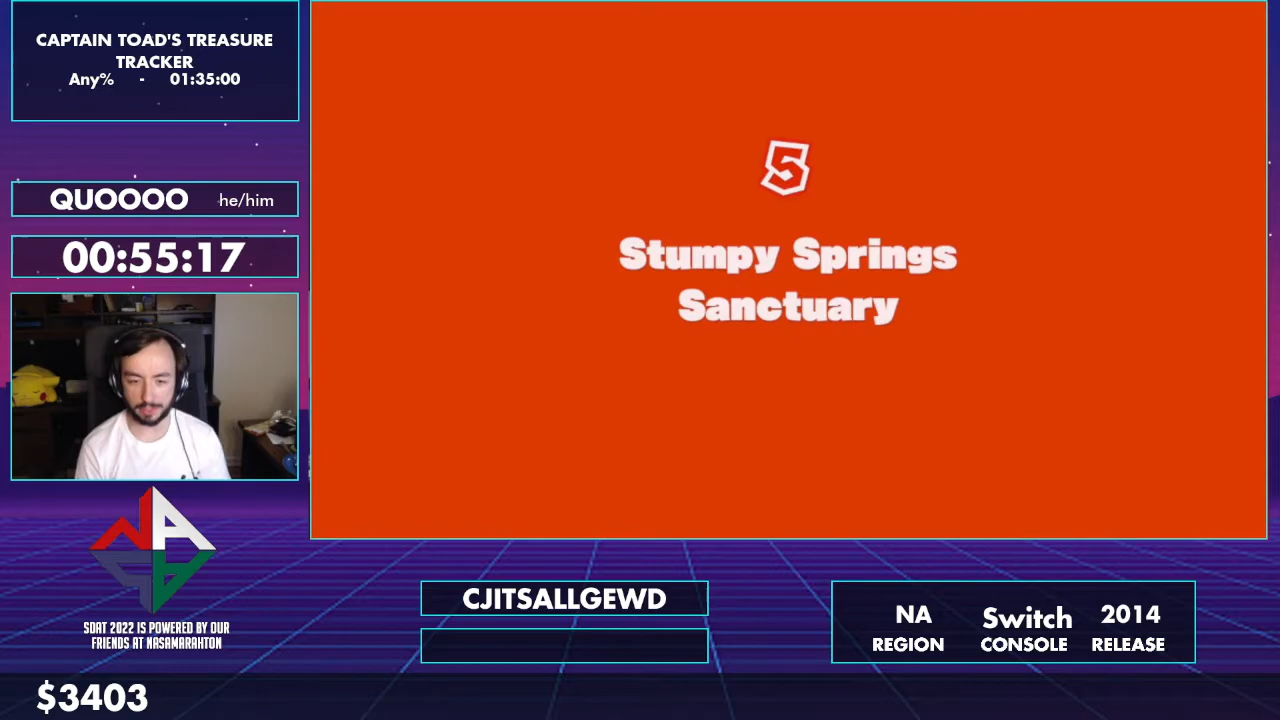 CAPTAIN TOAD'S TREASURE
TRACKER
Any% - 01:35:00
QUOOOO he/him
00:55:17
5
Stumpy Springs
Sanctuary
NASA
SDAT 2022 IS POWERED BY OUR
FRIENDS AT NASAMARAHTON
CJITSALLGEWD
NA Switch 2014
REGION CONSOLE RELEASE
$3403